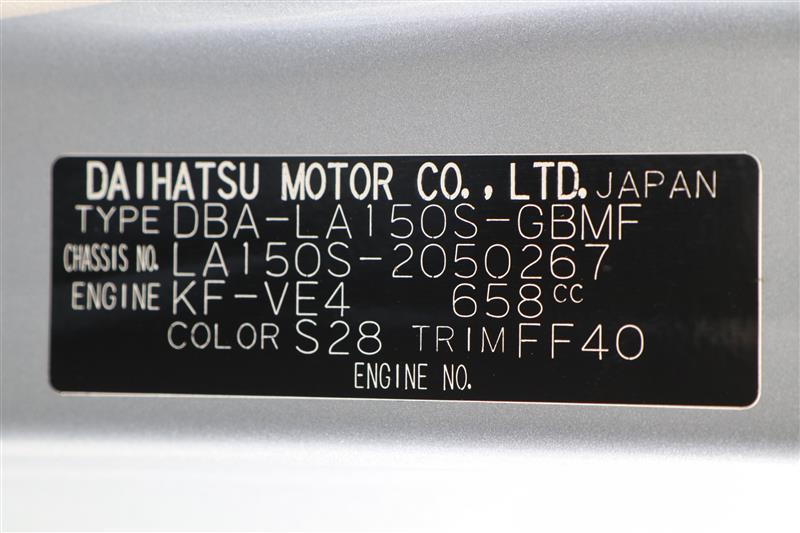 DAIHATSU MOTOR CO., LTD. JAPAN
TYPE DBA-LA150S-GBMF
CHASSIS NO. LA150S-2050267
ENGINE KF-VE4 658cc
COLOR S28 TRIM FF40
ENGINE NO.